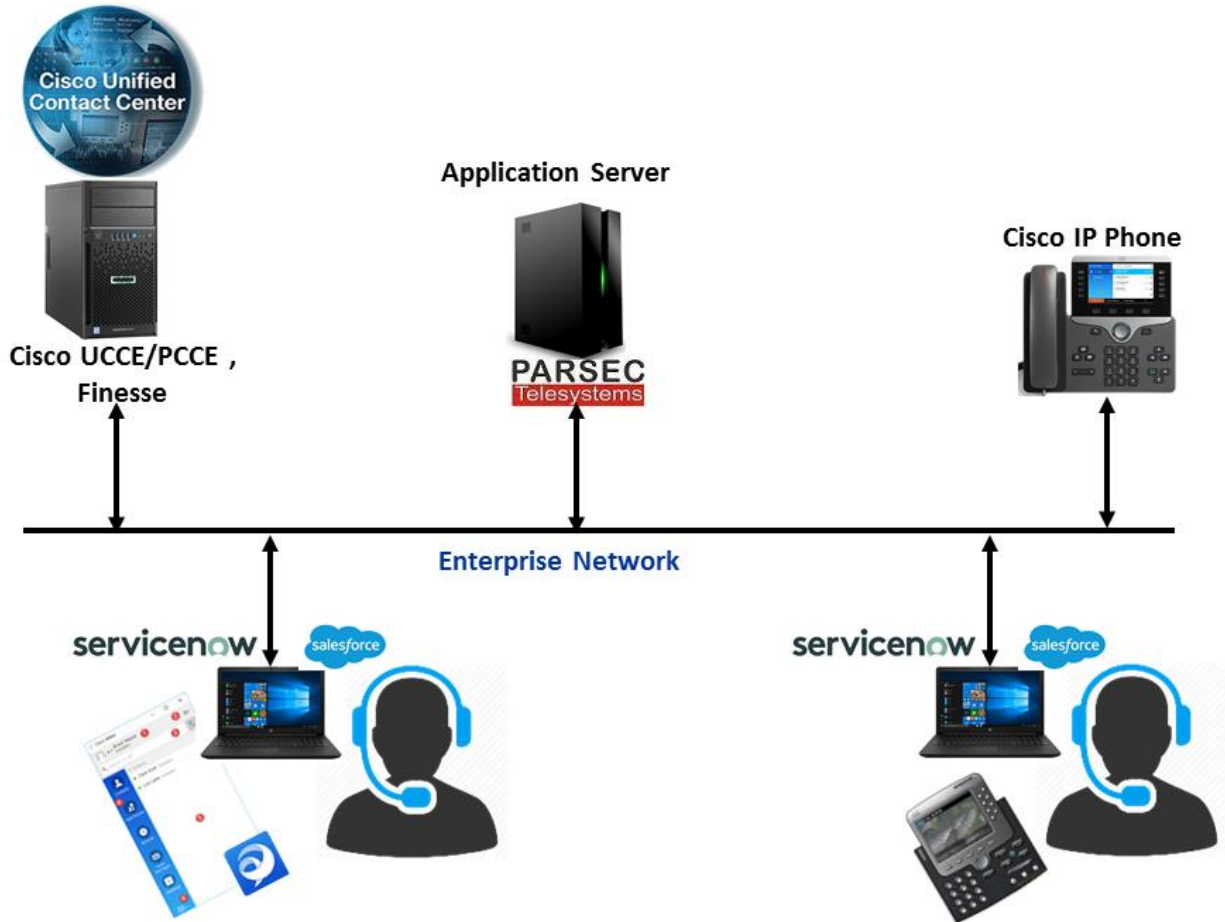 Cisco Unified
Contact Center
Application Server
Cisco IP Phone
PARSEC
Telesystems
Cisco UCCE/PCCE ,
Finesse
Enterprise Network
servicenow
salesforce
servicenow
salesforce